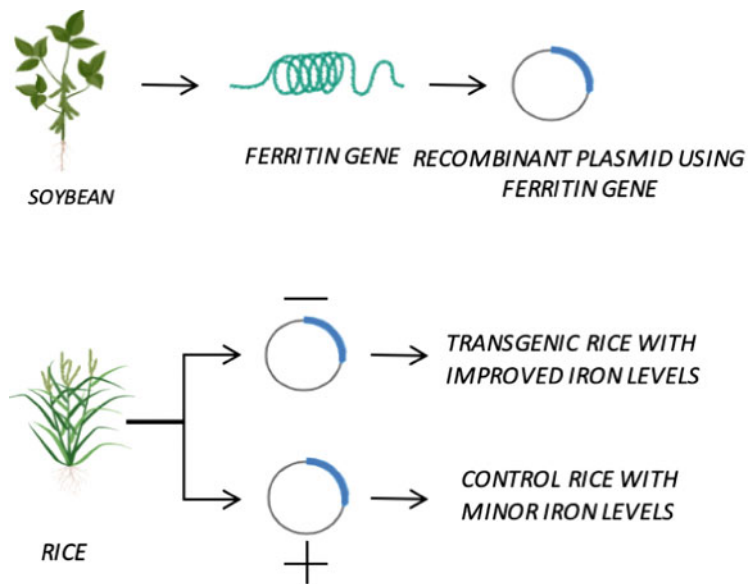 SOYBEAN
FERRITIN GENE
RECOMBINANT PLASMID USING
FERRITIN GENE
—
TRANSGENIC RICE WITH
IMPROVED IRON LEVELS
CONTROL RICE WITH
MINOR IRON LEVELS
RICE
+